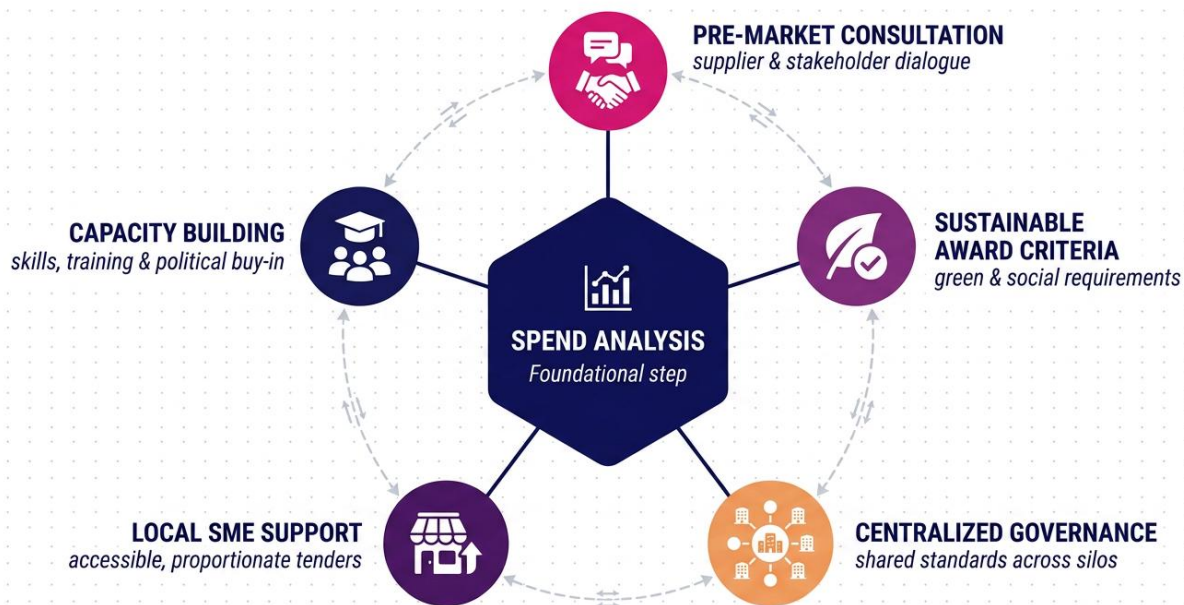 PRE-MARKET CONSULTATION
supplier & stakeholder dialogue
CAPACITY BUILDING
skills, training & political buy-in
SUSTAINABLE
AWARD CRITERIA
green & social requirements
SPEND ANALYSIS
Foundational step
LOCAL SME SUPPORT
accessible, proportionate tenders
CENTRALIZED GOVERNANCE
shared standards across silos